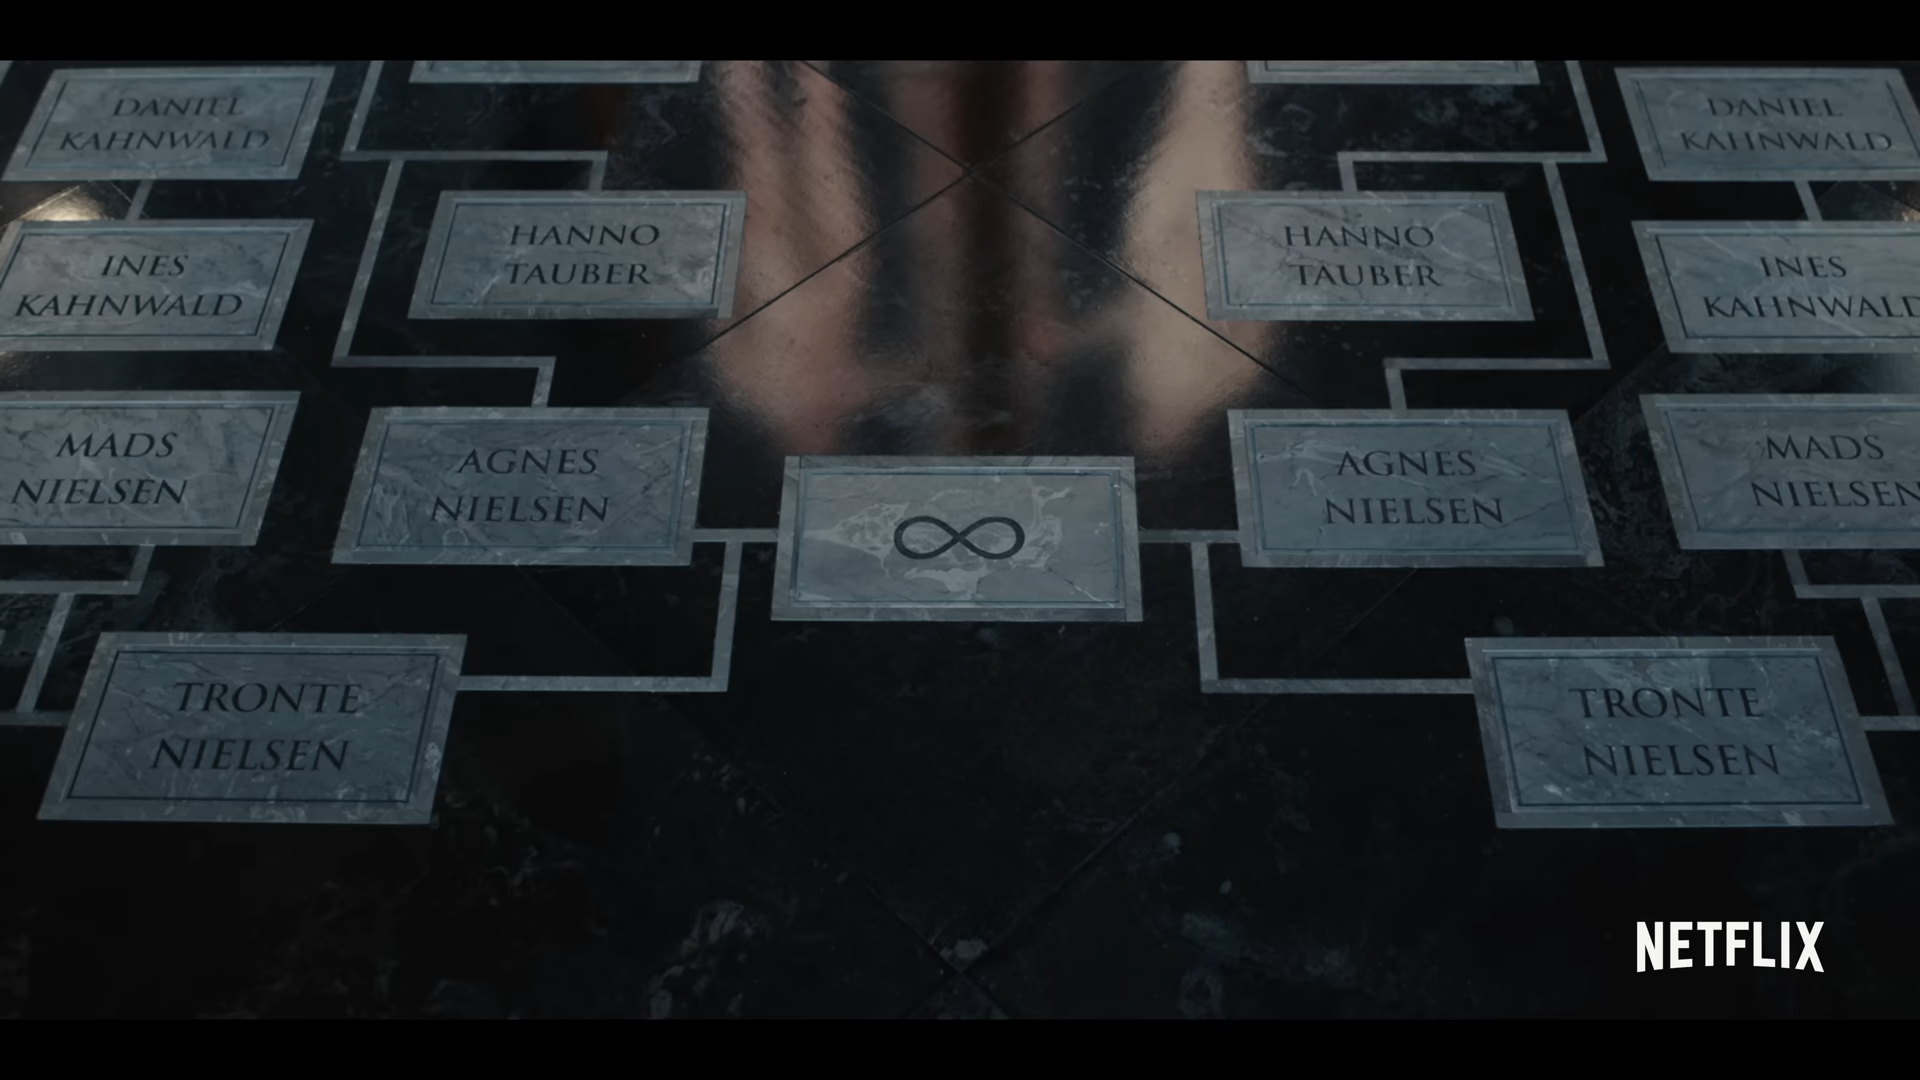 DANIEL
KAHNWALD
DANIEL
KAHNWALD
HANNO
TAUBER
HANNO
TAUBER
INES
KAHNWALD
INES
KAHNWALD
MADS
NIELSEN
AGNES
NIELSEN
∞
AGNES
NIELSEN
MADS
NIELSEN
TRONTE
NIELSEN
TRONTE
NIELSEN
NETFLIX